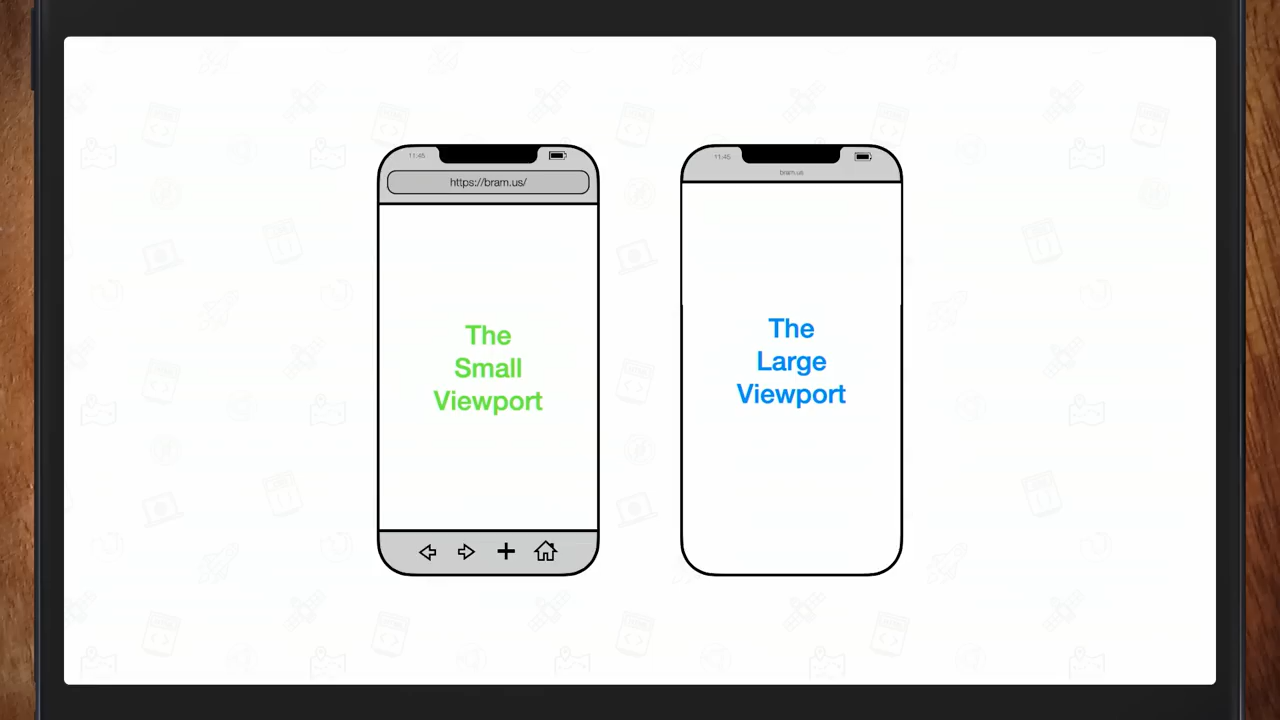 11:45
https://bram.us/
The
Small
Viewport
11:45
bram.us
The
Large
Viewport